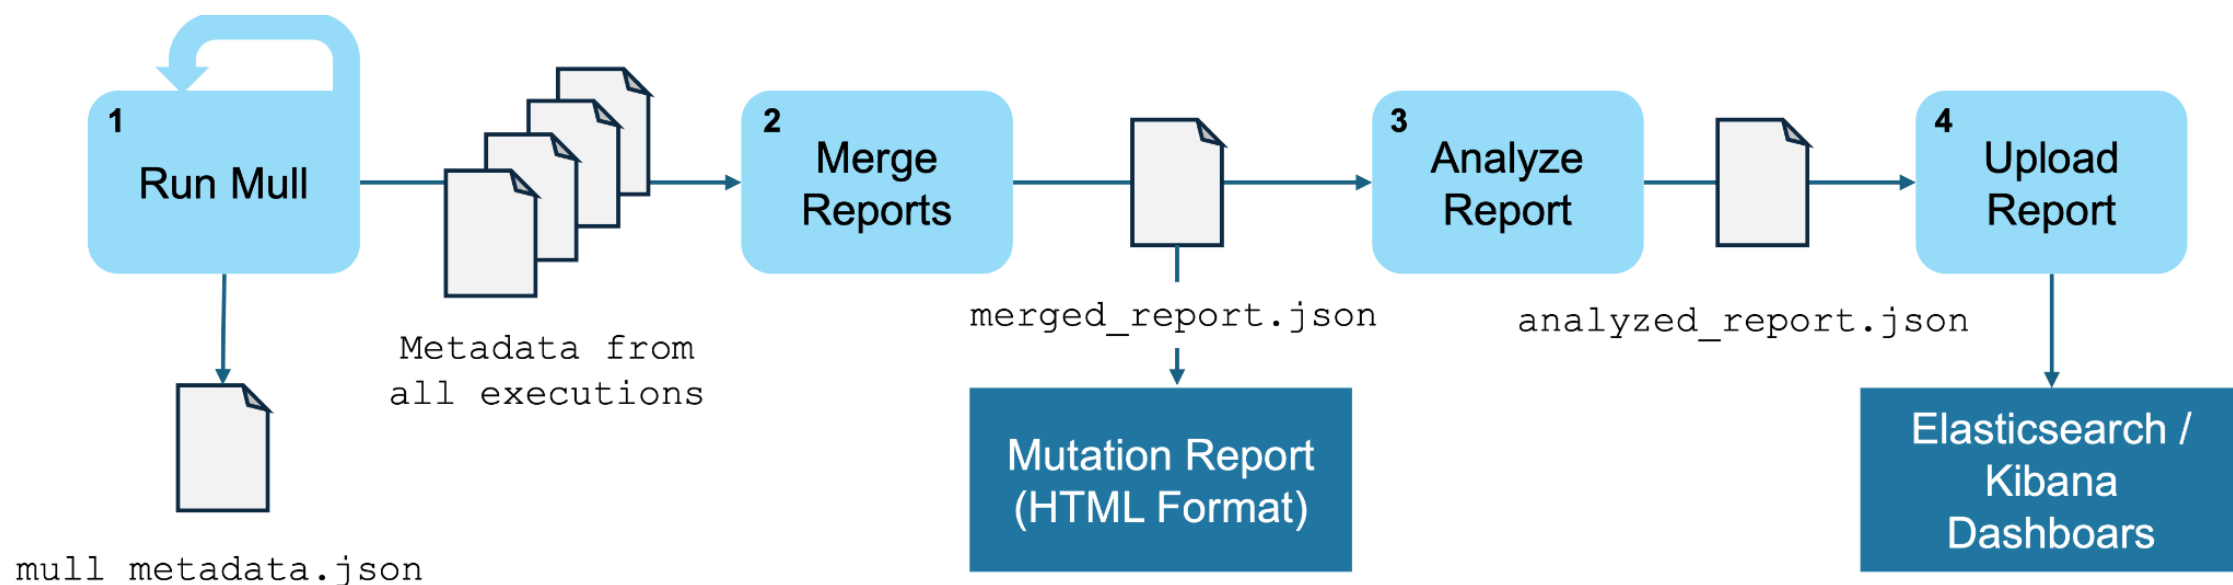 1
Run Mull
mull metadata.json
Metadata from
all executions
2
Merge
Reports
merged_report.json
Mutation Report
(HTML Format)
3
Analyze
Report
analyzed_report.json
4
Upload
Report
Elasticsearch /
Kibana
Dashboars